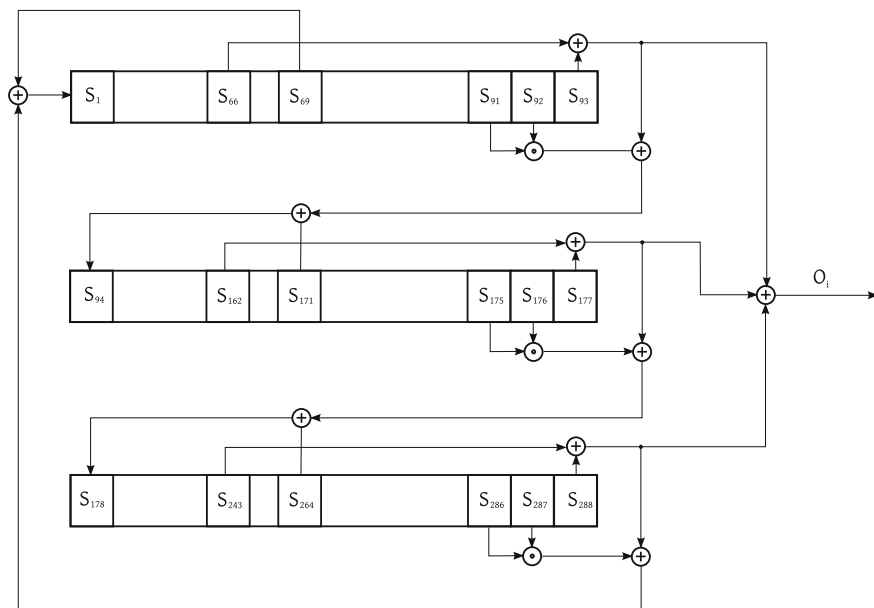 S₁ S₆₆ S₆₉ S₉₁ S₉₂ S₉₃
S₉₄ S₁₆₂ S₁₇₁ S₁₇₅ S₁₇₆ S₁₇₇
Oᵢ
S₁₇₈ S₂₄₃ S₂₆₄ S₂₈₆ S₂₈₇ S₂₈₈